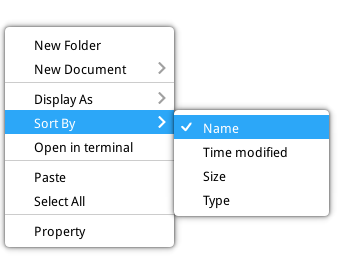 New Folder
New Document
Display As
Sort By
Open in terminal
Paste
Select All
Property
Name
Time modified
Size
Type